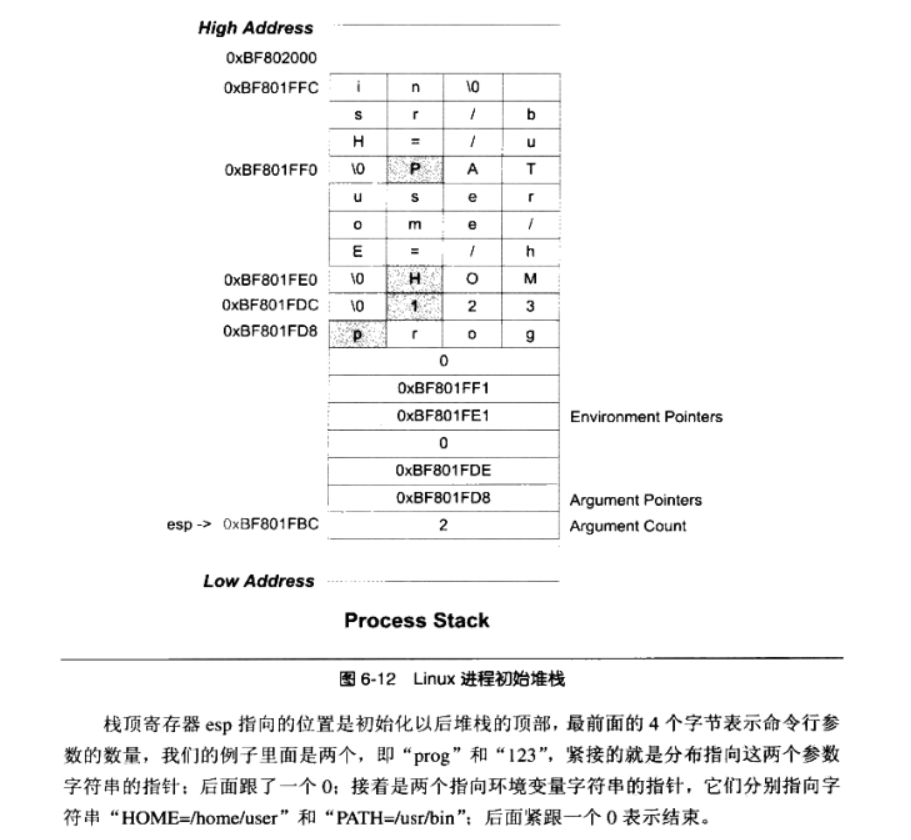 High Address
0xBF802000
0xBF801FFC i n \0
s r / b
H = / u
0xBF801FF0 \0 P A T
u s e r
o m e /
E = / h
0xBF801FE0 \0 H O M
0xBF801FDC \0 1 2 3
0xBF801FD8 p r o g
0
0xBF801FF1
0xBF801FE1 Environment Pointers
0
0xBF801FDE
0xBF801FD8 Argument Pointers
esp -> 0xBF801FBC 2 Argument Count
Low Address
Process Stack
图 6-12 Linux 进程初始堆栈
栈顶寄存器 esp 指向的位置是初始化以后堆栈的顶部，最前面的 4 个字节表示命令行参
数的数量，我们的例子里面是两个，即“prog”和“123”，紧接的就是分布指向这两个参数
字符串的指针；后面跟了一个 0；接着是两个指向环境变量字符串的指针，它们分别指向字
符串“HOME=/home/user”和“PATH=/usr/bin”；后面紧跟一个 0 表示结束。